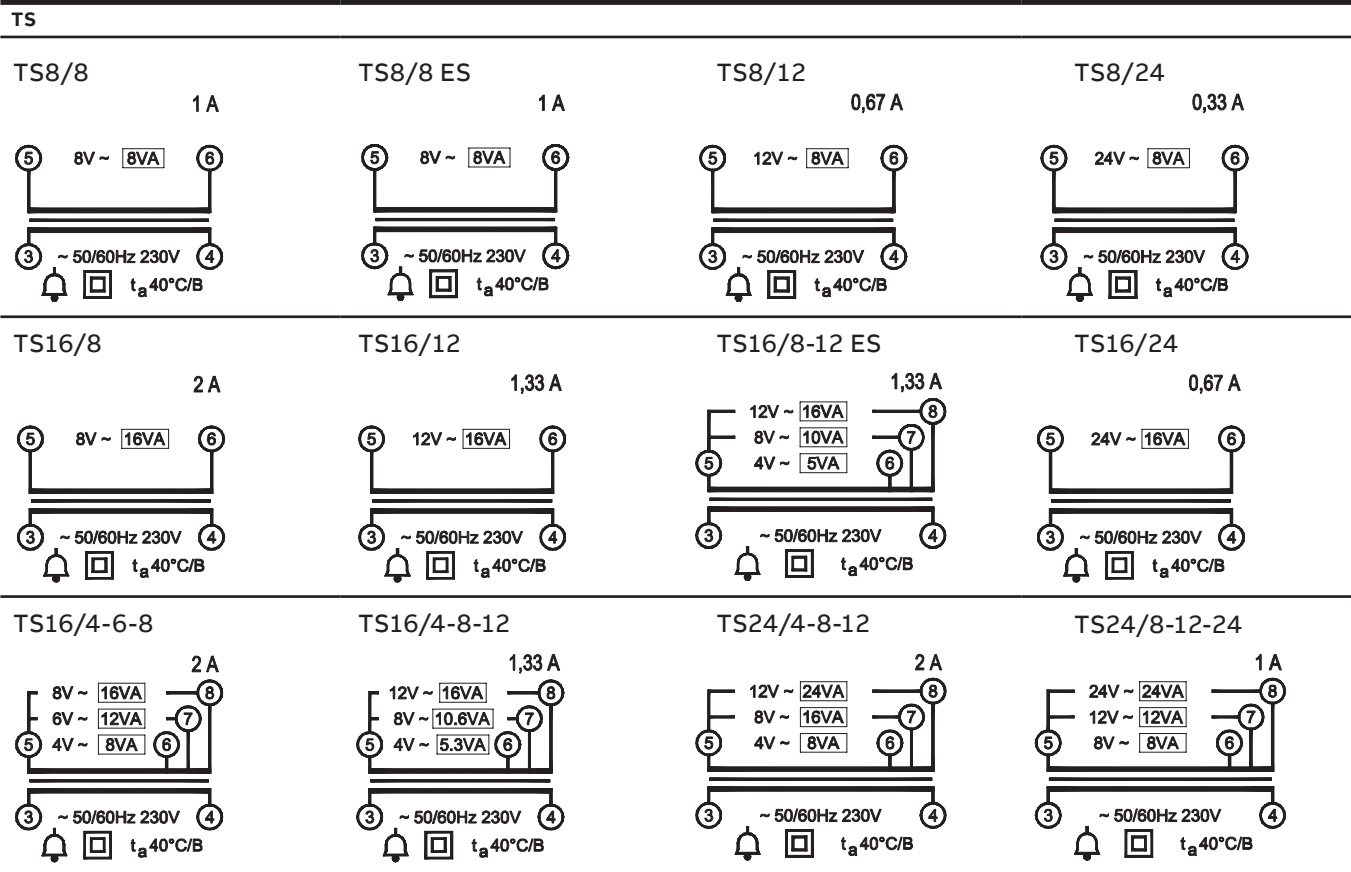 TS
TS8/8
1 A
5 8V ~ 8VA 6
3 ~ 50/60Hz 230V 4
ta 40°C/B
TS8/8 ES
1 A
5 8V ~ 8VA 6
3 ~ 50/60Hz 230V 4
ta 40°C/B
TS8/12
0,67 A
5 12V ~ 8VA 6
3 ~ 50/60Hz 230V 4
ta 40°C/B
TS8/24
0,33 A
5 24V ~ 8VA 6
3 ~ 50/60Hz 230V 4
ta 40°C/B
TS16/8
2 A
5 8V ~ 16VA 6
3 ~ 50/60Hz 230V 4
ta 40°C/B
TS16/12
1,33 A
5 12V ~ 16VA 6
3 ~ 50/60Hz 230V 4
ta 40°C/B
TS16/8-12 ES
1,33 A
12V ~ 16VA 8
8V ~ 10VA 7
5 4V ~ 5VA 6
3 ~ 50/60Hz 230V 4
ta 40°C/B
TS16/24
0,67 A
5 24V ~ 16VA 6
3 ~ 50/60Hz 230V 4
ta 40°C/B
TS16/4-6-8
2 A
8V ~ 16VA 8
6V ~ 12VA 7
5 4V ~ 8VA 6
3 ~ 50/60Hz 230V 4
ta 40°C/B
TS16/4-8-12
1,33 A
12V ~ 16VA 8
8V ~ 10.6VA 7
5 4V ~ 5.3VA 6
3 ~ 50/60Hz 230V 4
ta 40°C/B
TS24/4-8-12
2 A
12V ~ 24VA 8
8V ~ 16VA 7
5 4V ~ 8VA 6
3 ~ 50/60Hz 230V 4
ta 40°C/B
TS24/8-12-24
1 A
24V ~ 24VA 8
12V ~ 12VA 7
5 8V ~ 8VA 6
3 ~ 50/60Hz 230V 4
ta 40°C/B